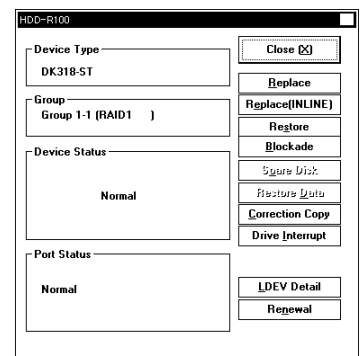 HDD-R100
Device Type
DK318-ST
Group
Group 1-1 (RAID1 )
Device Status
Normal
Port Status
Normal
Close (X)
Replace
Replace(INLINE)
Restore
Blockade
Spare Disk
Restore Data
Correction Copy
Drive Interrupt
LDEV Detail
Renewal